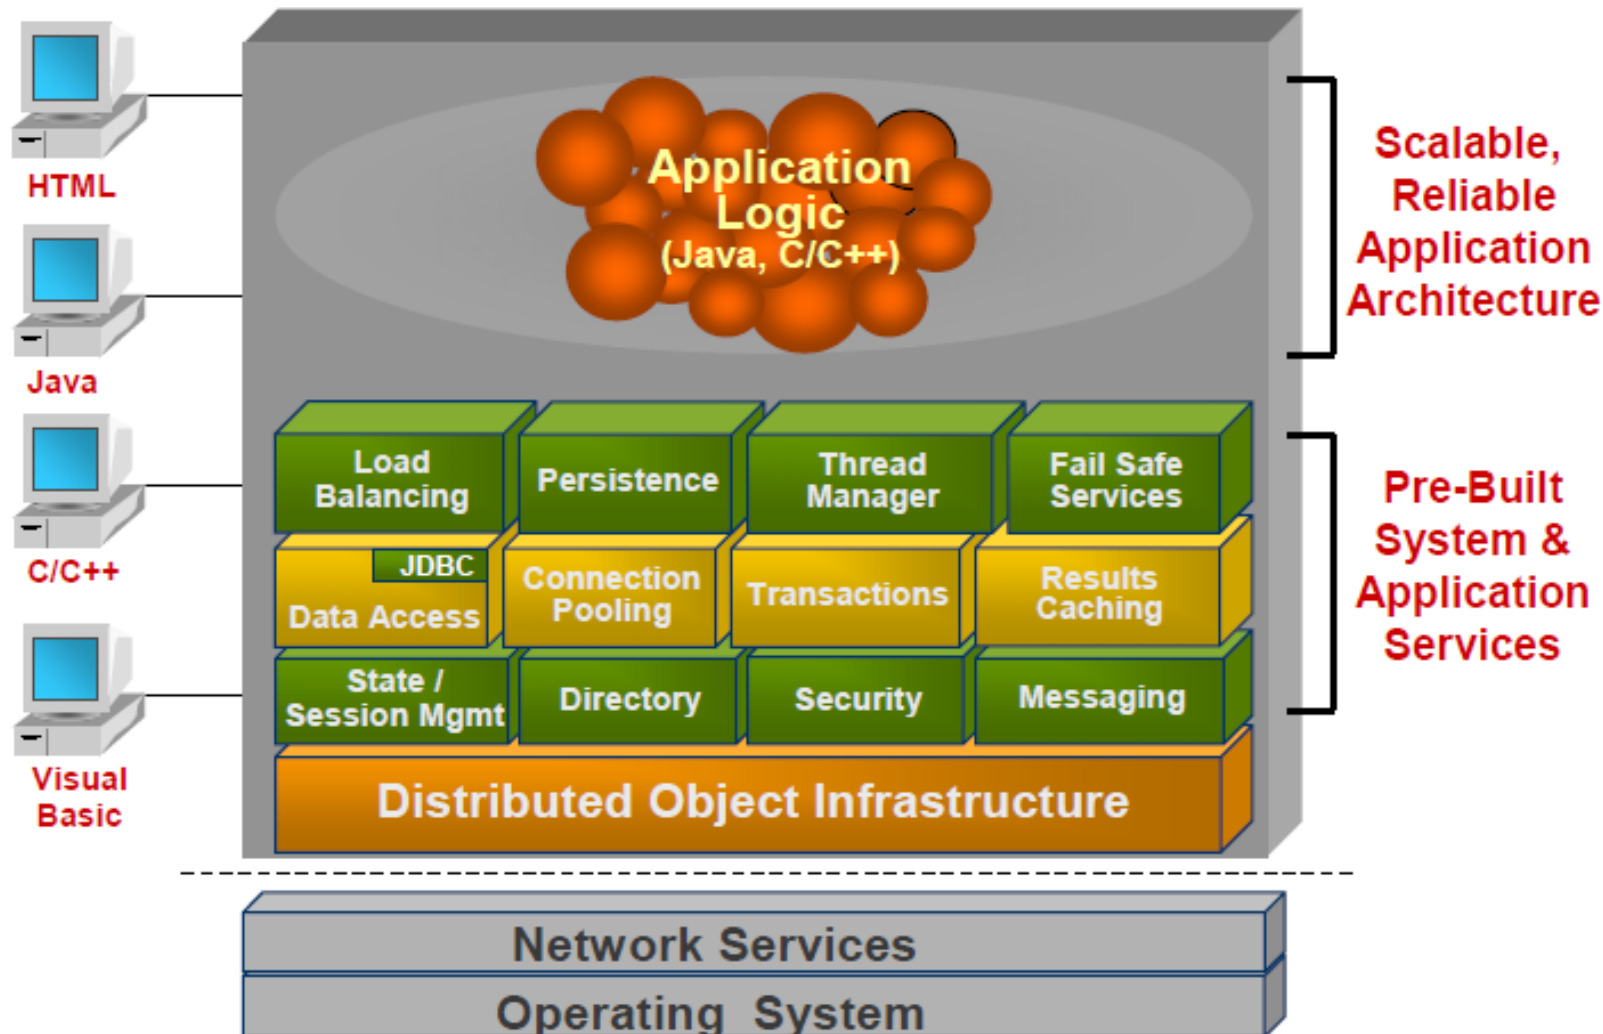 HTML
Java
C/C++
Visual
Basic
Application
Logic
(Java, C/C++)
Scalable,
Reliable
Application
Architecture
Load
Balancing
Persistence
Thread
Manager
Fail Safe
Services
JDBC
Data Access
Connection
Pooling
Transactions
Results
Caching
State /
Session Mgmt
Directory
Security
Messaging
Pre-Built
System &
Application
Services
Distributed Object Infrastructure
Network Services
Operating System